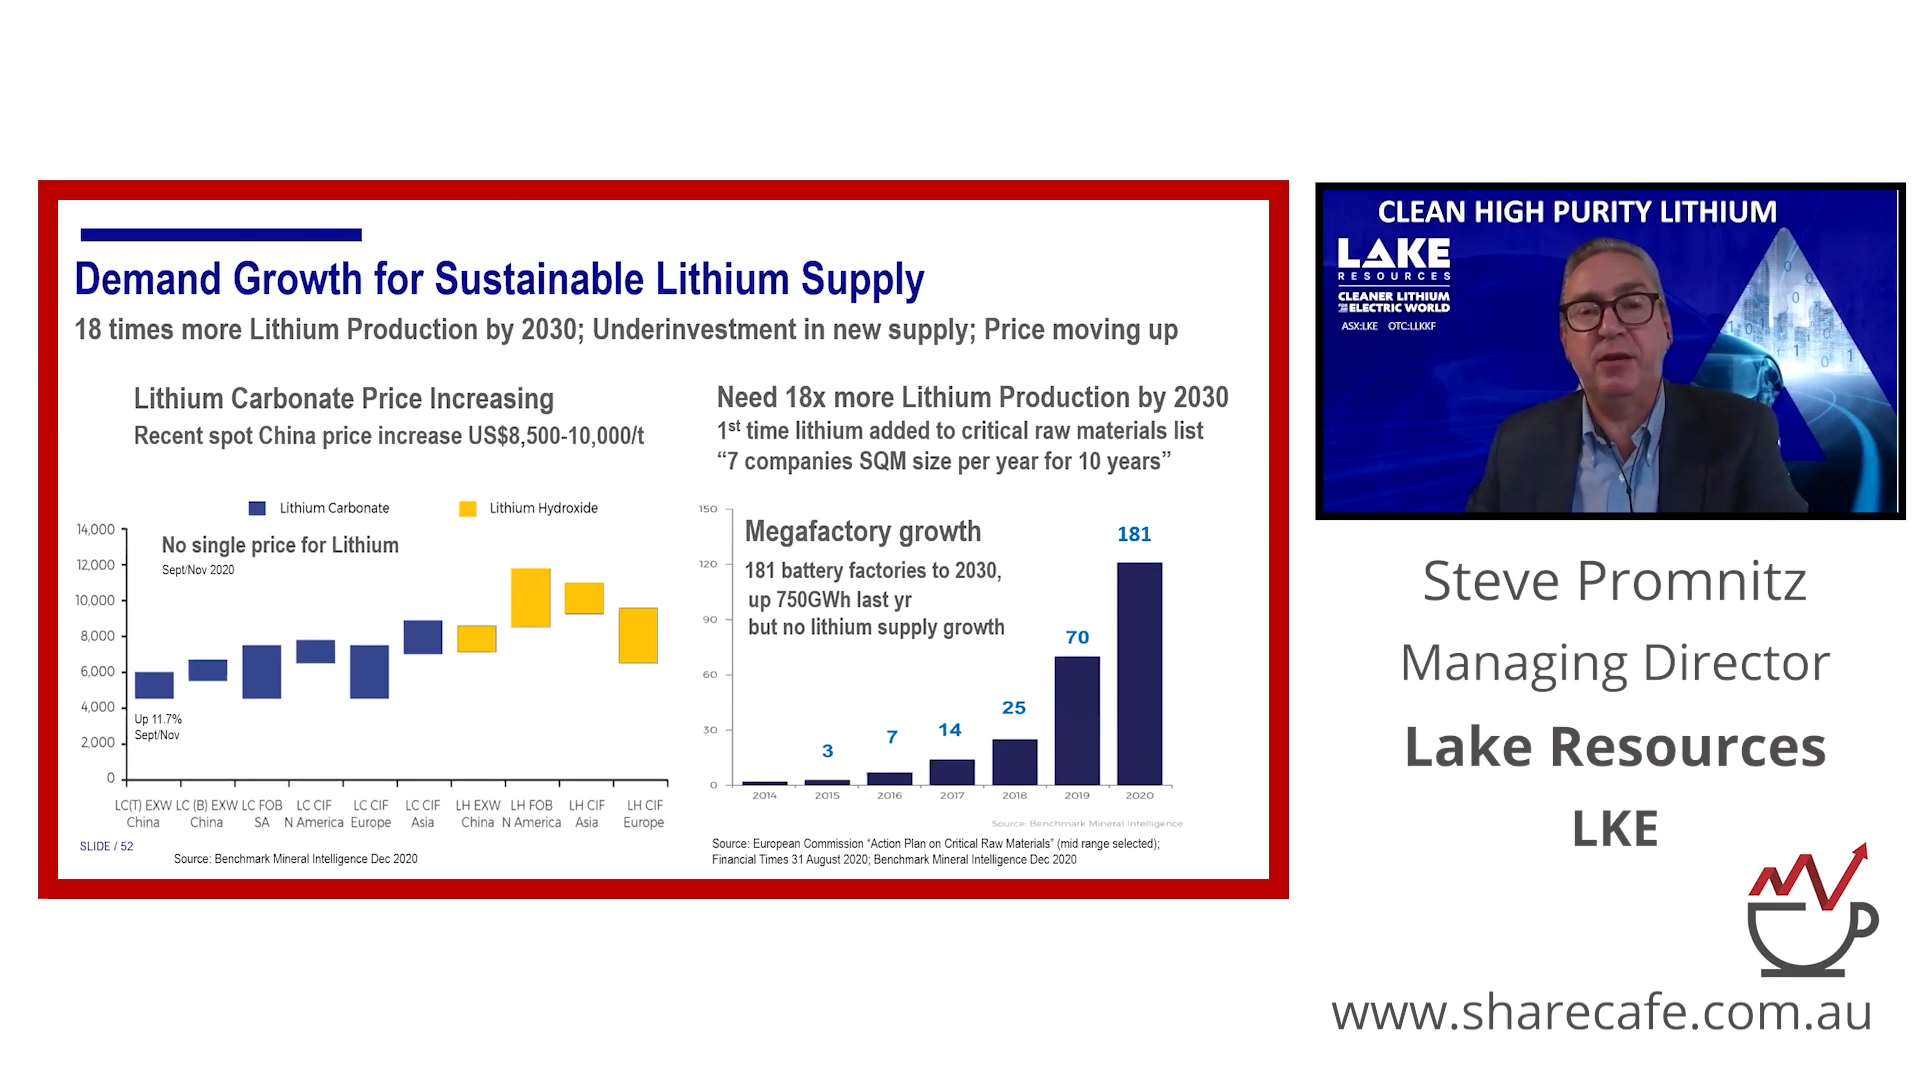 Demand Growth for Sustainable Lithium Supply
18 times more Lithium Production by 2030; Underinvestment in new supply; Price moving up
Lithium Carbonate Price Increasing
Recent spot China price increase US$8,500-10,000/t
Lithium Carbonate
Lithium Hydroxide
No single price for Lithium
Sept/Nov 2020
14,000
12,000
10,000
8,000
6,000
4,000
2,000
0
Up 11.7%
Sept/Nov
LC(T) EXW China
LC (B) EXW China
LC FOB SA
LC CIF N America
LC CIF Europe
LC CIF Asia
LH EXW China
LH FOB N America
LH CIF Asia
LH CIF Europe
SLIDE / 52
Source: Benchmark Mineral Intelligence Dec 2020
Need 18x more Lithium Production by 2030
1st time lithium added to critical raw materials list
“7 companies SQM size per year for 10 years”
Megafactory growth
181 battery factories to 2030,
up 750GWh last yr
but no lithium supply growth
150
120
90
60
30
0
3
7
14
25
70
181
2014
2015
2016
2017
2018
2019
2020
Source: Benchmark Mineral Intelligence
Source: European Commission “Action Plan on Critical Raw Materials” (mid range selected);
Financial Times 31 August 2020; Benchmark Mineral Intelligence Dec 2020
CLEAN HIGH PURITY LITHIUM
LAKE
RESOURCES
CLEANER LITHIUM
FOR AN ELECTRIC WORLD
ASX:LKE OTC:LLKKF
Steve Promnitz
Managing Director
Lake Resources
LKE
www.sharecafe.com.au